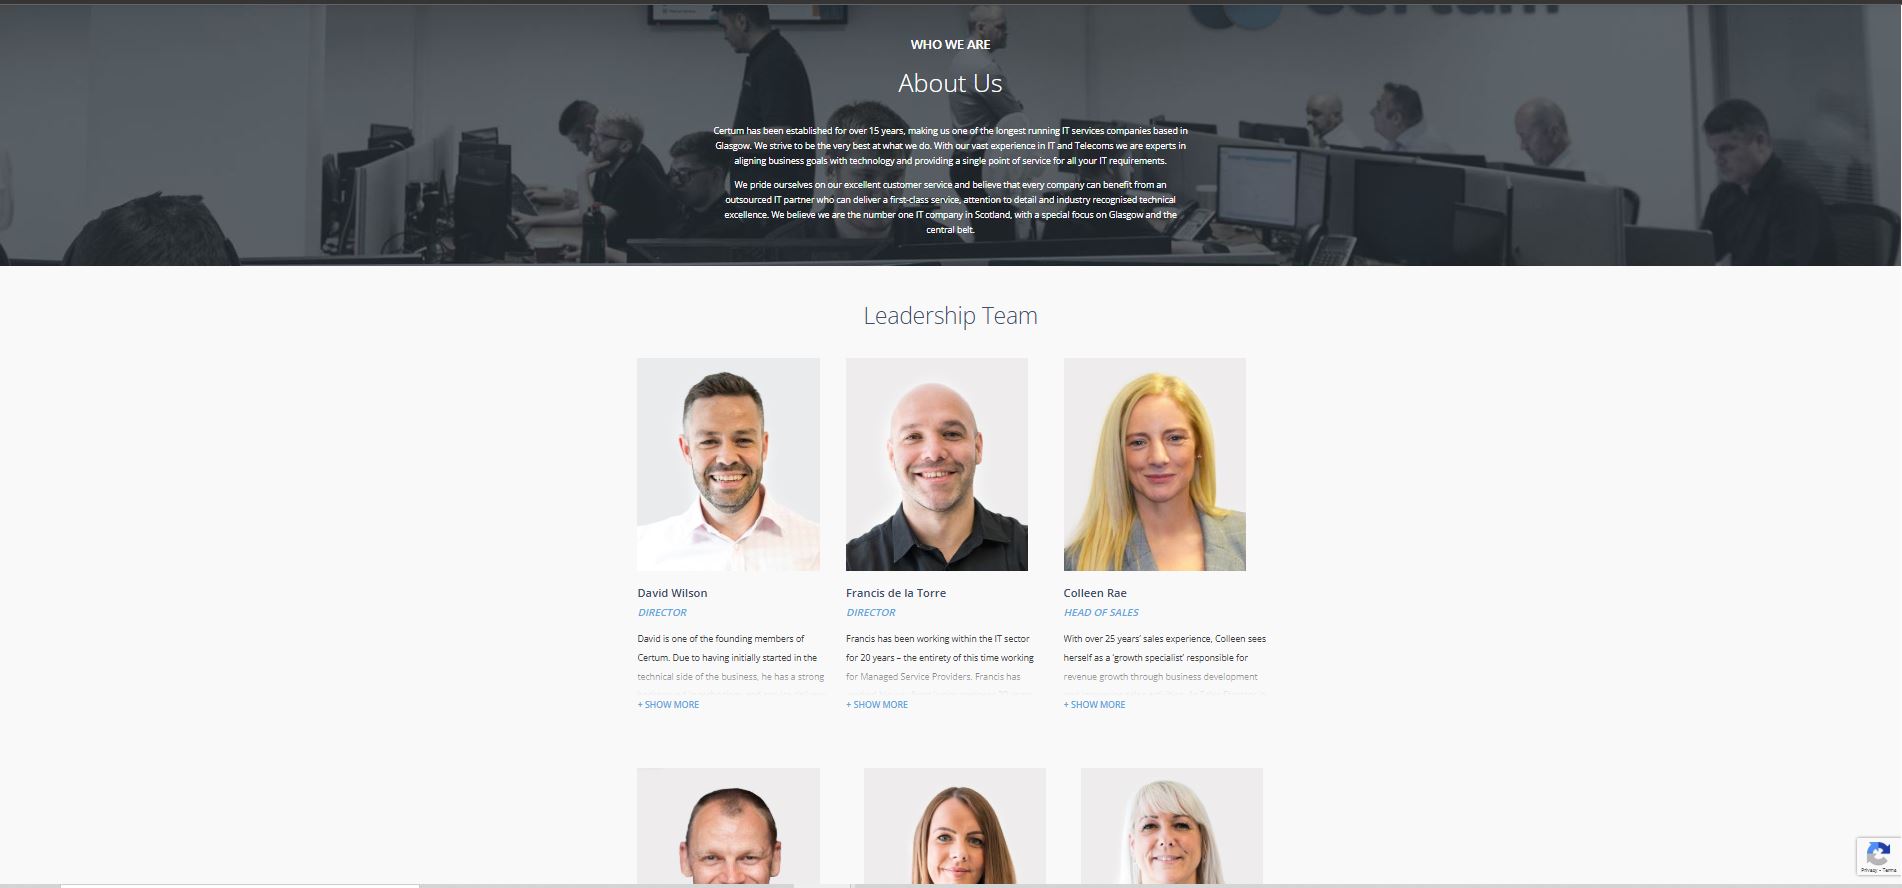 WHO WE ARE
About Us
Certum has been established for over 15 years, making us one of the longest running IT services companies based in
Glasgow. We strive to be the very best at what we do. With our vast experience in IT and Telecoms we are experts in
aligning business goals with technology and providing a single point of service for all your IT requirements.
We pride ourselves on our excellent customer service and believe that every company can benefit from an
outsourced IT partner who can deliver a first-class service, attention to detail and industry recognised technical
excellence. We believe we are the number one IT company in Scotland, with a special focus on Glasgow and the
central belt.
Leadership Team
David Wilson
DIRECTOR
David is one of the founding members of
Certum. Due to having initially started in the
technical side of the business, he has a strong
+ SHOW MORE
Francis de la Torre
DIRECTOR
Francis has been working within the IT sector
for 20 years – the entirety of this time working
for Managed Service Providers. Francis has
+ SHOW MORE
Colleen Rae
HEAD OF SALES
With over 25 years’ sales experience, Colleen sees
herself as a ‘growth specialist’ responsible for
revenue growth through business development
+ SHOW MORE
Privacy - Terms